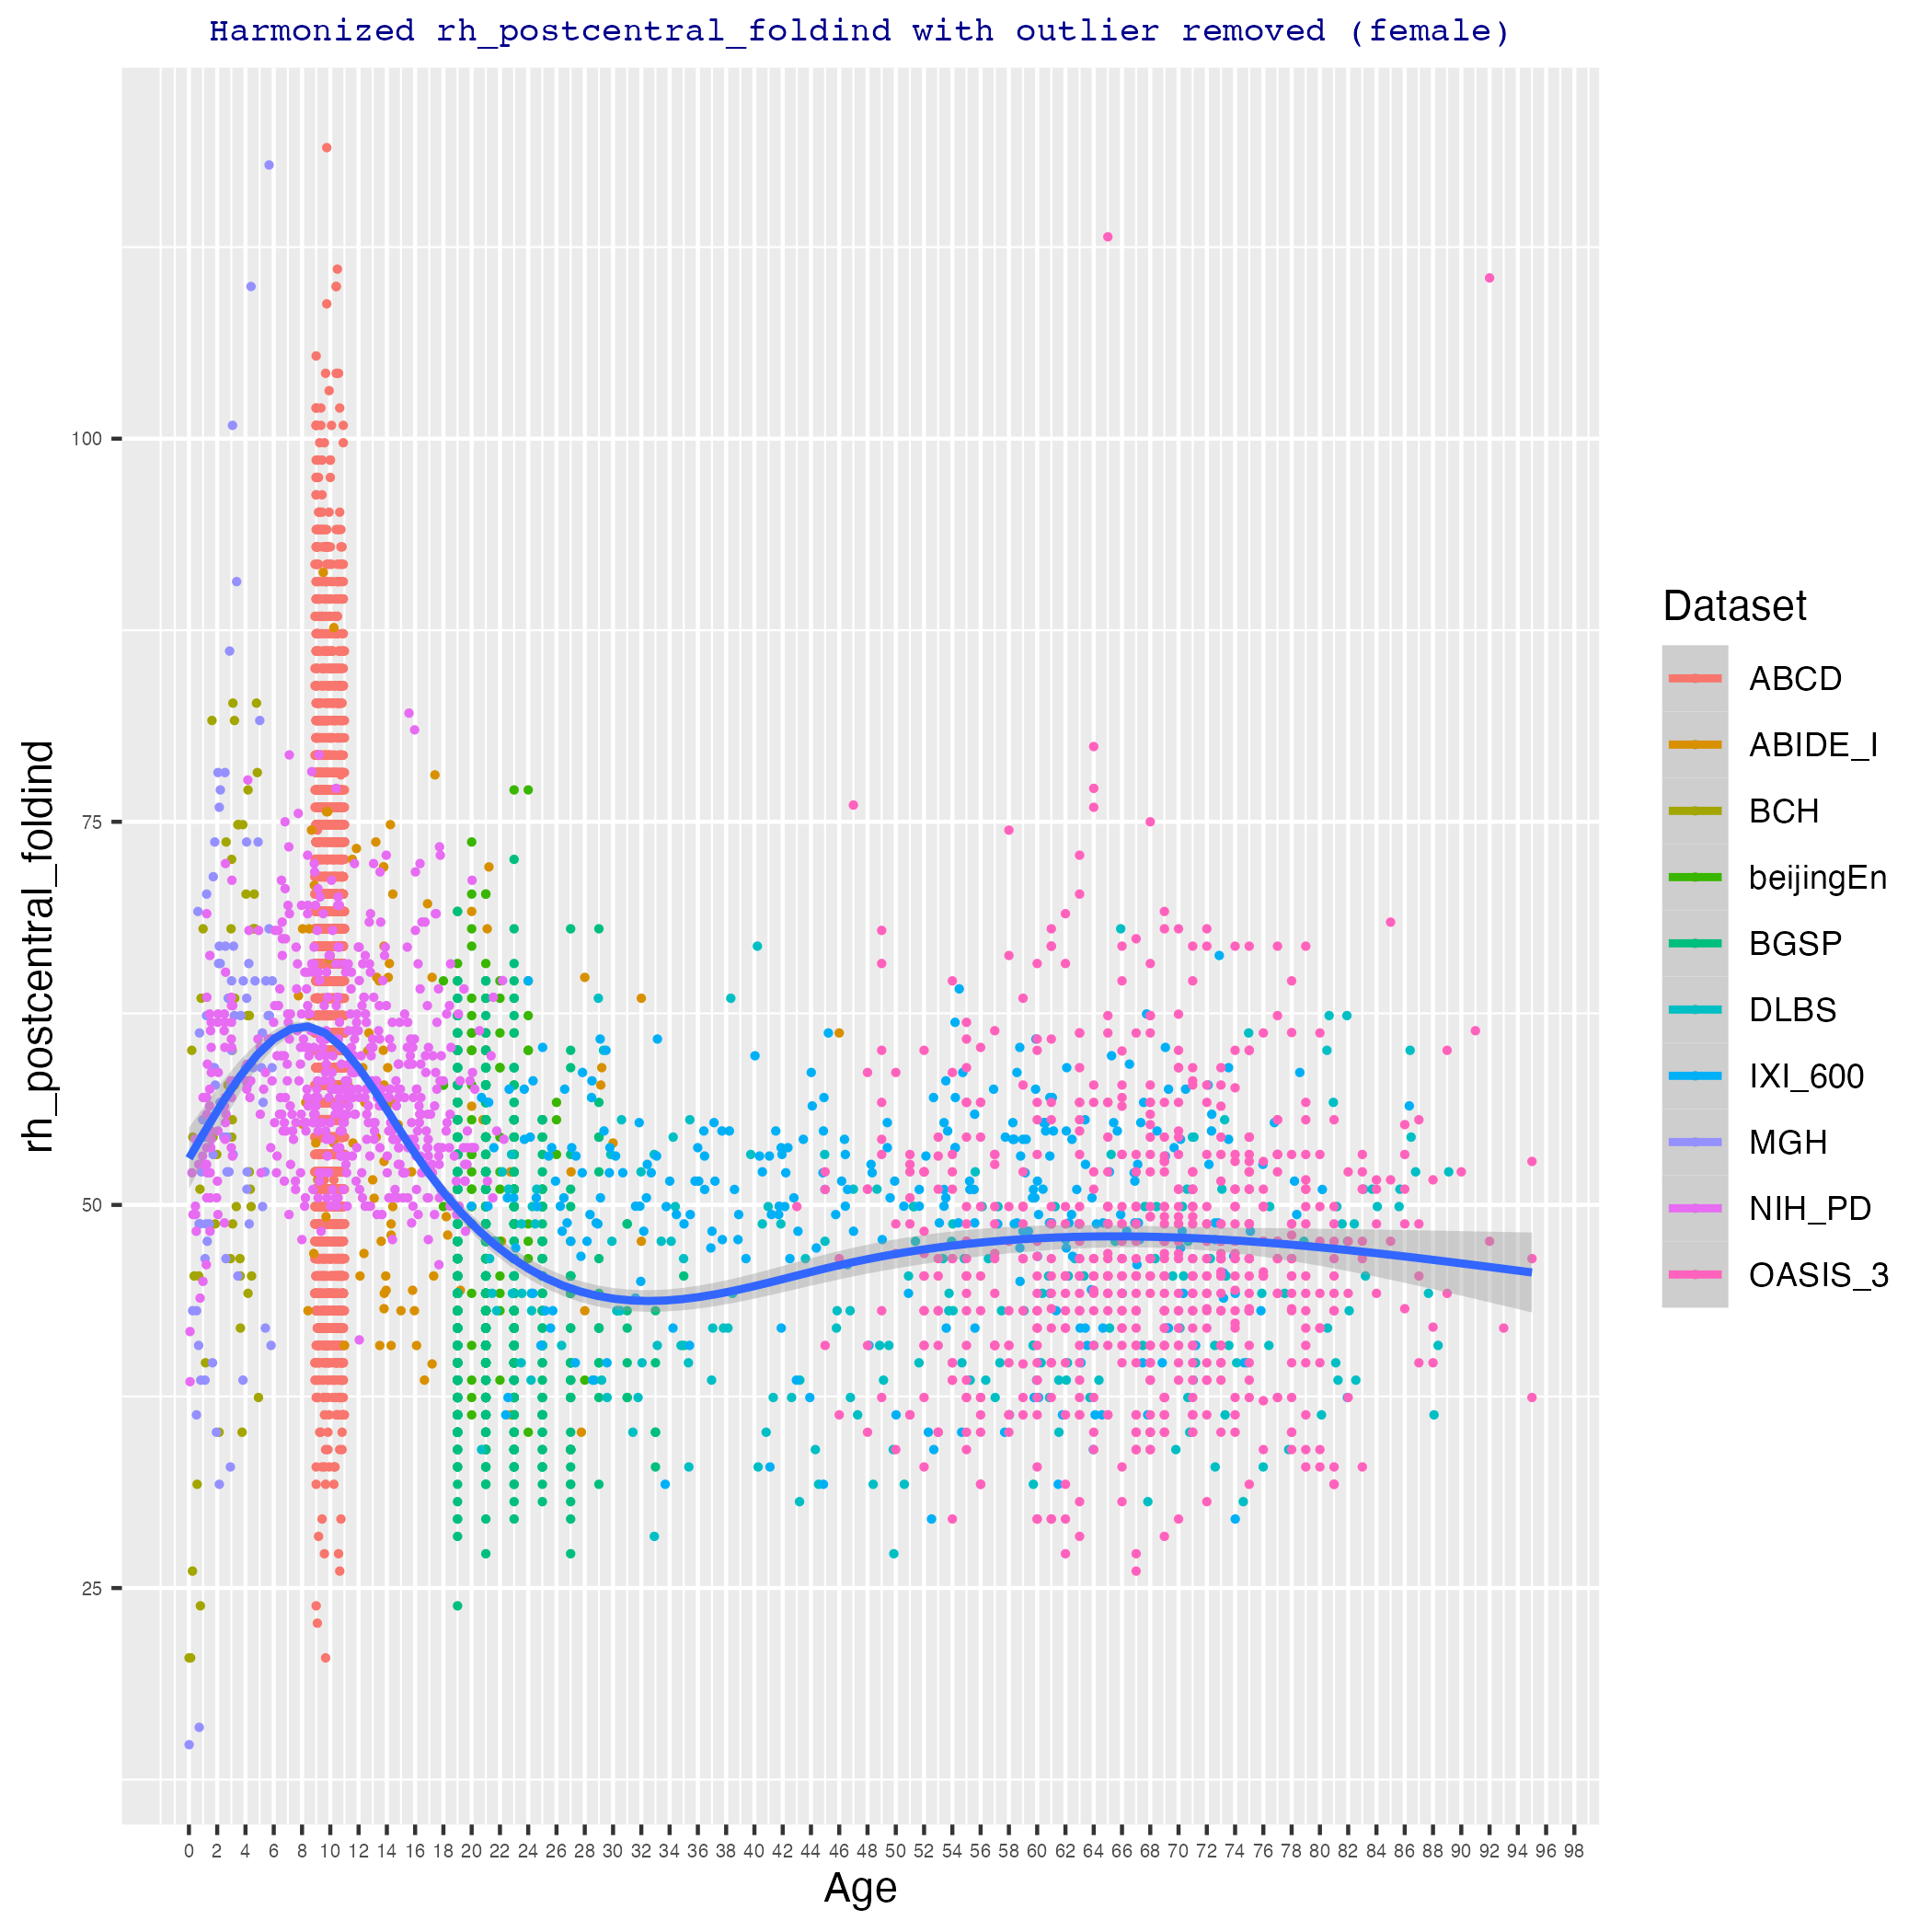 Harmonized rh_postcentral_foldind with outlier removed (female)
rh_postcentral_foldind
100
75
50
25
0 2 4 6 8 10 12 14 16 18 20 22 24 26 28 30 32 34 36 38 40 42 44 46 48 50 52 54 56 58 60 62 64 66 68 70 72 74 76 78 80 82 84 86 88 90 92 94 96 98
Age
Dataset
ABCD
ABIDE_I
BCH
beijingEn
BGSP
DLBS
IXI_600
MGH
NIH_PD
OASIS_3